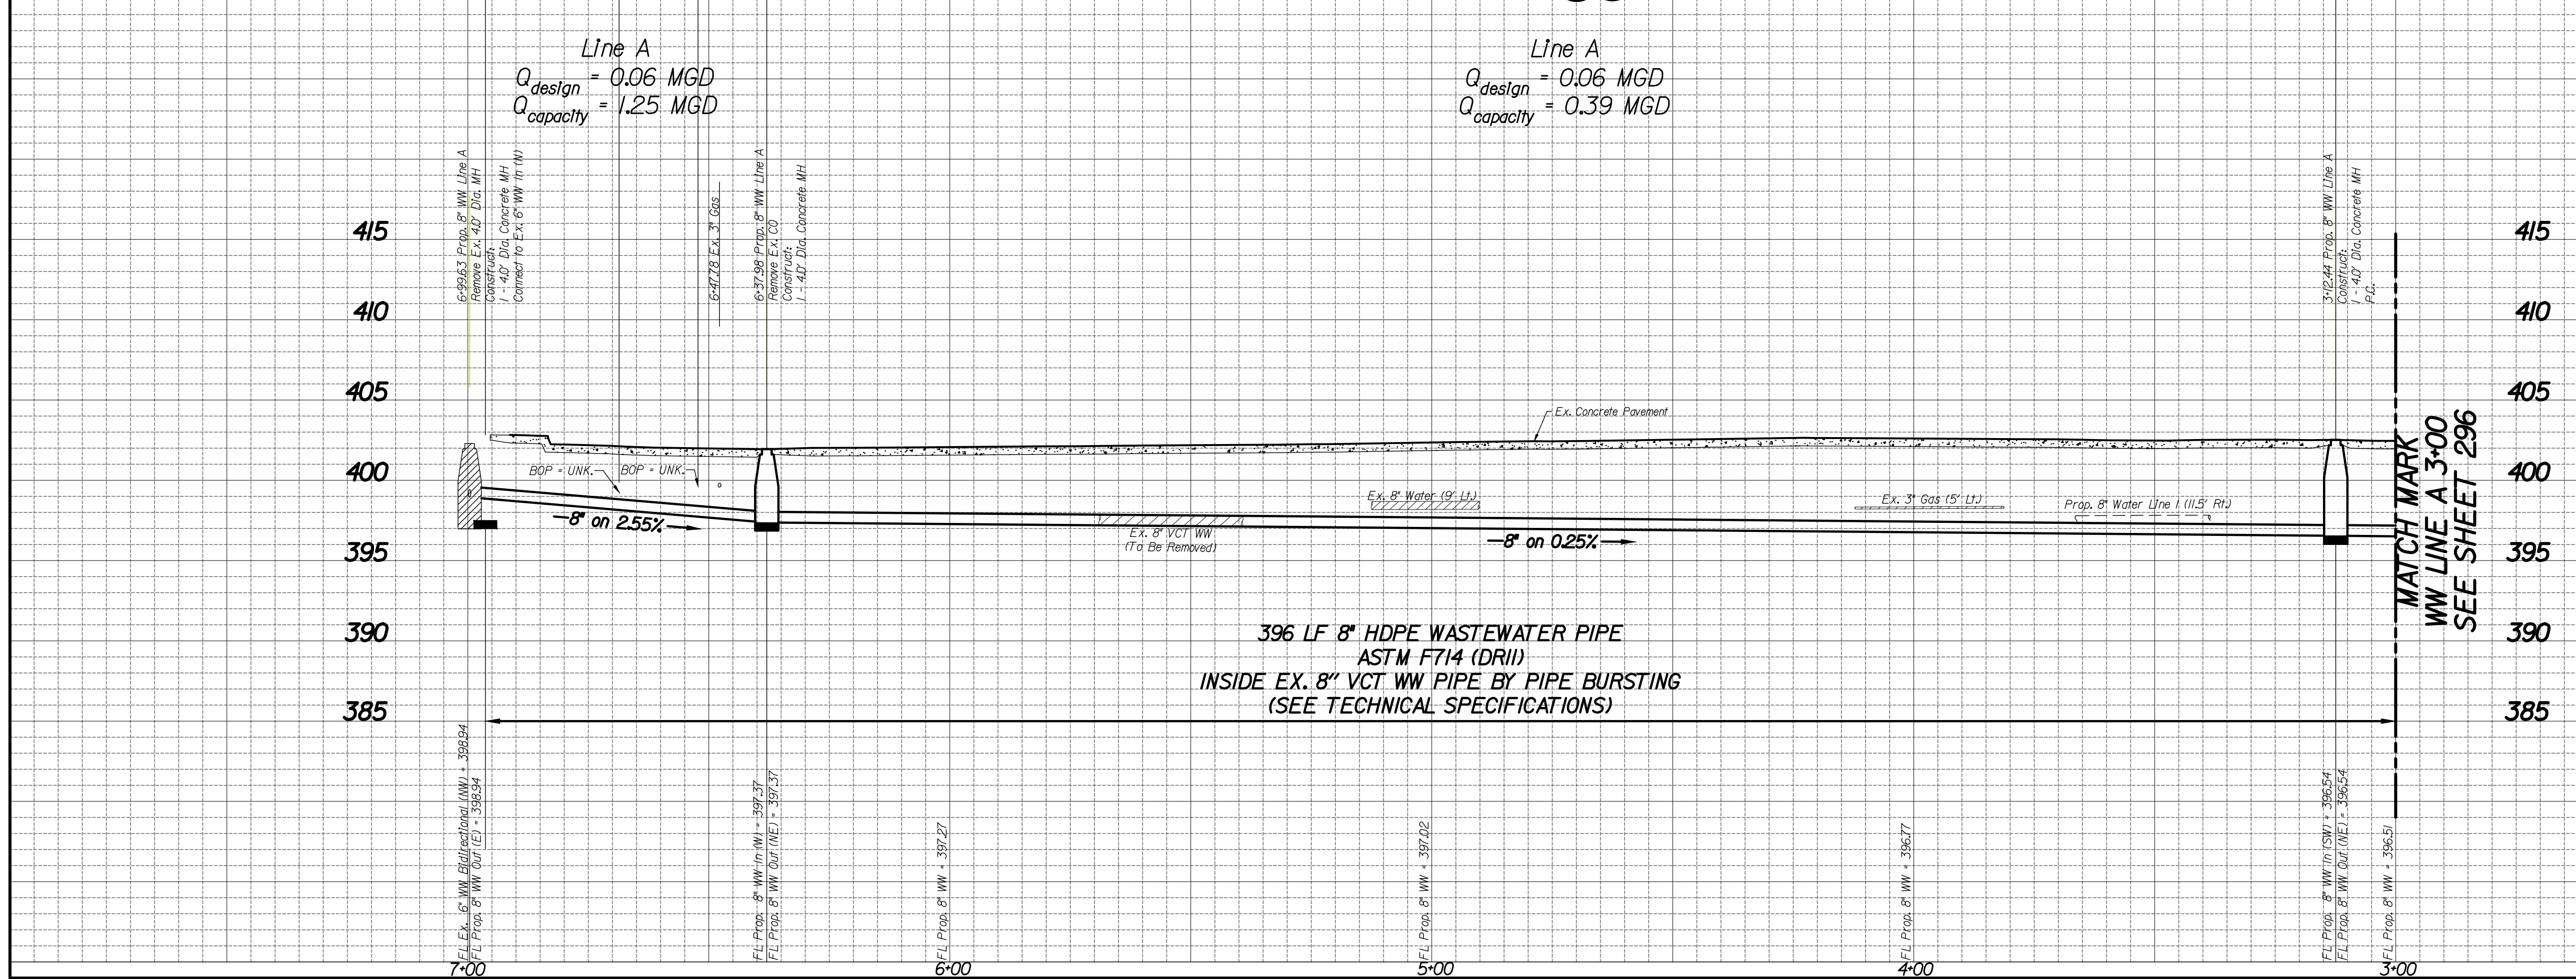 Line A
Qdesign = 0.06 MGD
Qcapacity = 1.25 MGD
Line A
Qdesign = 0.06 MGD
Qcapacity = 0.39 MGD
6+99.63 Prop. 8" WW Line A
Remove Ex. 4.0' Dia. MH
Construct:
1 - 4.0' Dia. Concrete MH
Connect to Ex. 6" WW In (N)
6+47.78 Ex. 3" Gas
6+37.98 Prop. 8" WW Line A
Remove Ex. CO
Construct:
1 - 4.0' Dia. Concrete MH
3+12.44 Prop. 8" WW Line A
Construct:
1 - 4.0' Dia. Concrete MH
P.C.
415
415
410
410
405
405
400
400
395
395
390
390
385
385
Ex. Concrete Pavement
BOP = UNK.
BOP = UNK.
8" on 2.55%
Ex. 8" VCT WW
(To Be Removed)
Ex. 8" Water (9' Lt.)
8" on 0.25%
Ex. 3" Gas (5' Lt.)
Prop. 8" Water Line 1 (11.5' Rt.)
MATCH MARK
WW LINE A 3+00
SEE SHEET 296
396 LF 8" HDPE WASTEWATER PIPE
ASTM F714 (DR11)
INSIDE EX. 8" VCT WW PIPE BY PIPE BURSTING
(SEE TECHNICAL SPECIFICATIONS)
FL Ex. 6" WW Bidirectional (NW) = 398.94
FL Prop. 8" WW Out (E) = 398.94
FL Prop. 8" WW In (W) = 397.37
FL Prop. 8" WW Out (NE) = 397.37
FL Prop. 8" WW = 397.27
FL Prop. 8" WW = 397.02
FL Prop. 8" WW = 396.77
FL Prop. 8" WW In (SW) = 396.54
FL Prop. 8" WW Out (NE) = 396.54
FL Prop. 8" WW = 396.51
7+00
6+00
5+00
4+00
3+00